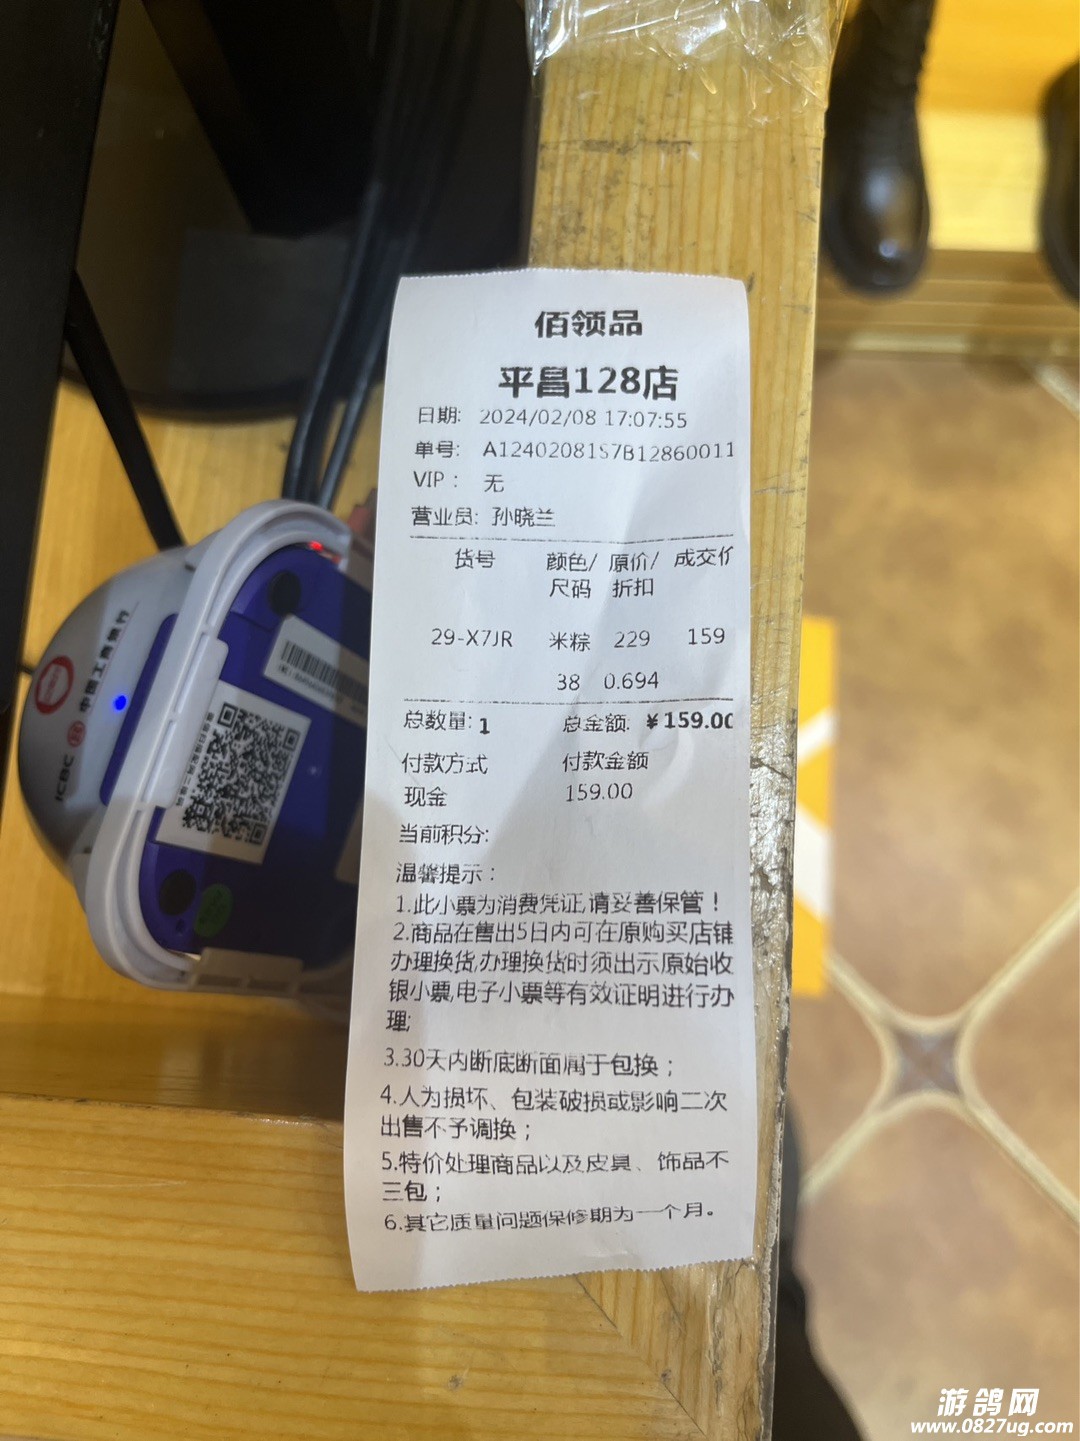 佰领品
平昌128店
日期: 2024/02/08 17:07:55
单号: A12402081S7B12860011
VIP： 无
营业员: 孙晓兰
货号 颜色/ 原价/ 成交价
尺码 折扣
29-X7JR 米粽 229 159
38 0.694
总数量: 1 总金额: ¥159.00
付款方式 付款金额
现金 159.00
当前积分:
温馨提示：
1.此小票为消费凭证,请妥善保管！
2.商品在售出5日内可在原购买店铺
办理换货,办理换货时须出示原始收
银小票,电子小票等有效证明进行办
理;
3.30天内断底断面属于包换；
4.人为损坏、包装破损或影响二次
出售不予调换；
5.特价处理商品以及皮具、饰品不
三包；
6.其它质量问题保修期为一个月。
ICBC 中国工商银行
游鸽网
www.0827ug.com